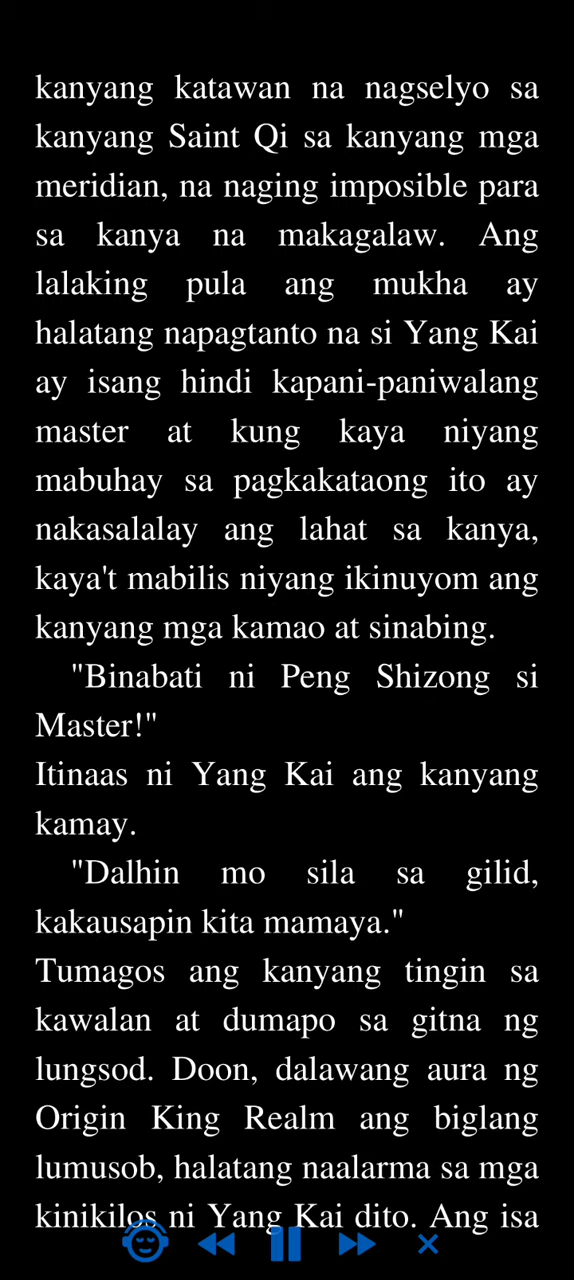 kanyang katawan na nagselyo sa
kanyang Saint Qi sa kanyang mga
meridian, na naging imposible para
sa kanya na makagalaw. Ang
lalaking pula ang mukha ay
halatang napagtanto na si Yang Kai
ay isang hindi kapani-paniwalang
master at kung kaya niyang
mabuhay sa pagkakataong ito ay
nakasalalay ang lahat sa kanya,
kaya't mabilis niyang ikinuyom ang
kanyang mga kamao at sinabing.
"Binabati ni Peng Shizong si
Master!"
Itinaas ni Yang Kai ang kanyang
kamay.
"Dalhin mo sila sa gilid,
kakausapin kita mamaya."
Tumagos ang kanyang tingin sa
kawalan at dumapo sa gitna ng
lungsod. Doon, dalawang aura ng
Origin King Realm ang biglang
lumusob, halatang naalarma sa mga
kinikilos ni Yang Kai dito. Ang isa